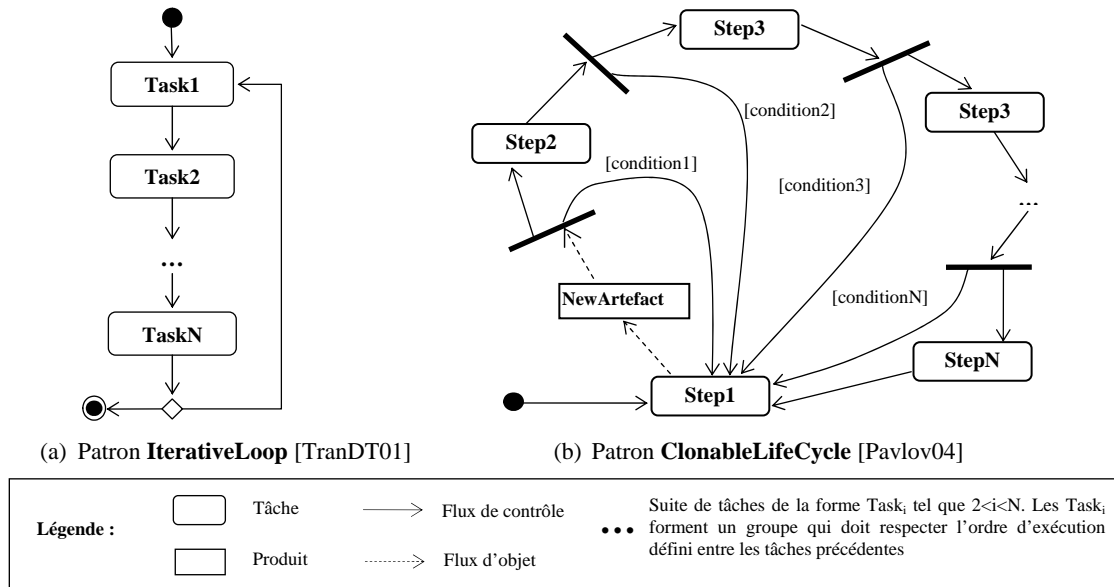 Task1
Task2
...
TaskN
Step3
Step3
[condition2]
Step2
[condition1]
[condition3]
...
NewArtefact
[conditionN]
StepN
Step1
(a) Patron IterativeLoop [TranDT01]
(b) Patron ClonableLifeCycle [Pavlov04]
Légende :
Tâche
Flux de contrôle
Produit
Flux d'objet
...
Suite de tâches de la forme Taski tel que 2<i<N. Les Taski
forment un groupe qui doit respecter l'ordre d'exécution
défini entre les tâches précédentes